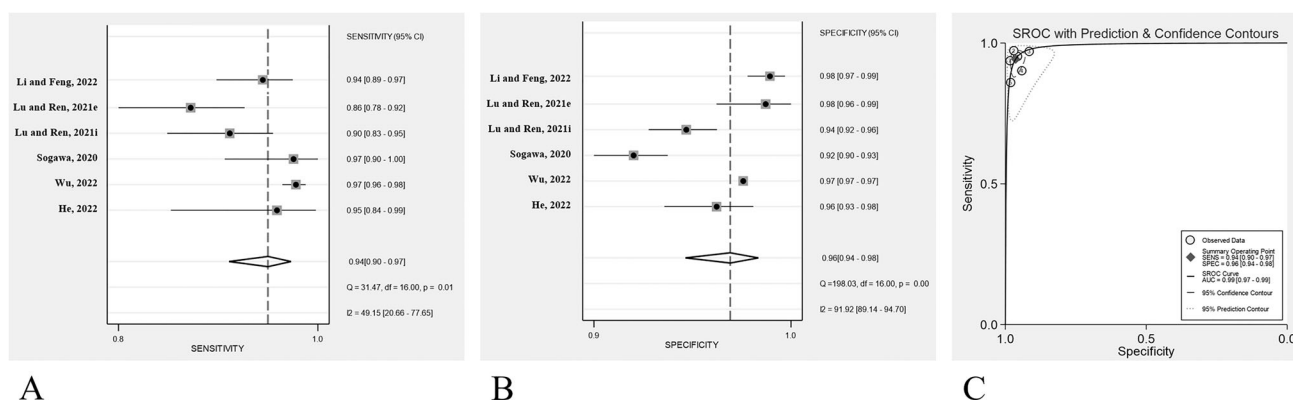 SENSITIVITY (95% CI)
Li and Feng, 2022
0.94 [0.89 - 0.97]
Lu and Ren, 2021e
0.86 [0.78 - 0.92]
Lu and Ren, 2021i
0.90 [0.83 - 0.95]
Sogawa, 2020
0.97 [0.90 - 1.00]
Wu, 2022
0.97 [0.96 - 0.98]
He, 2022
0.95 [0.84 - 0.99]
0.94[0.90 - 0.97]
Q = 31.47, df = 16.00, p = 0.01
I2 = 49.15 [20.66 - 77.65]
0.8
1.0
SENSITIVITY
A
SPECIFICITY (95% CI)
Li and Feng, 2022
0.98 [0.97 - 0.99]
Lu and Ren, 2021e
0.98 [0.96 - 0.99]
Lu and Ren, 2021i
0.94 [0.92 - 0.96]
Sogawa, 2020
0.92 [0.90 - 0.93]
Wu, 2022
0.97 [0.97 - 0.97]
He, 2022
0.96 [0.93 - 0.98]
0.96[0.94 - 0.98]
Q =198.03, df = 16.00, p = 0.00
I2 = 91.92 [89.14 - 94.70]
0.9
1.0
SPECIFICITY
B
SROC with Prediction & Confidence Contours
1.0
0.5
0.0
Sensitivity
Observed Data
Summary Operating Point
SENS = 0.94 [0.90 - 0.97]
SPEC = 0.96 [0.94 - 0.98]
SROC Curve
AUC = 0.99 [0.97 - 0.99]
95% Confidence Contour
95% Prediction Contour
1.0
0.5
Specificity
C